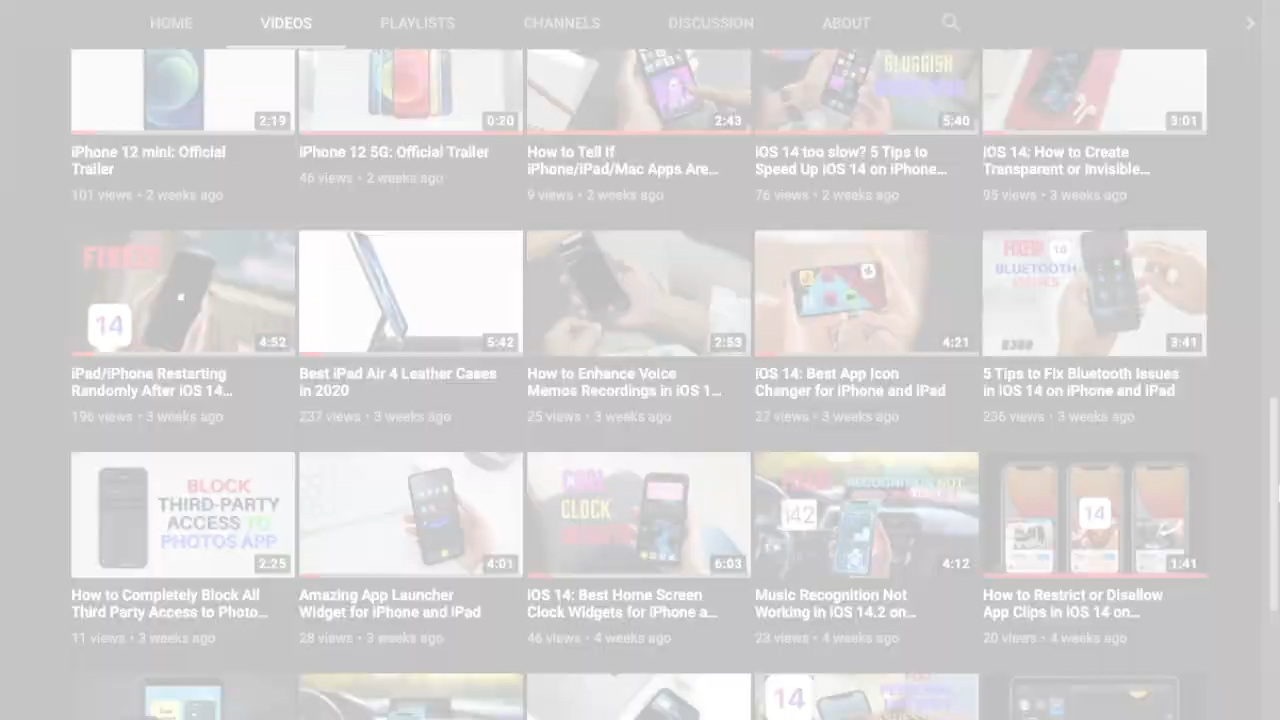 HOME VIDEOS PLAYLISTS CHANNELS DISCUSSION ABOUT
SLUGGISH
2:19 0:20 2:43 5:40 3:01
iPhone 12 mini: Official
Trailer
101 views • 2 weeks ago
iPhone 12 5G: Official Trailer
46 views • 2 weeks ago
How to Tell If
iPhone/iPad/Mac Apps Are...
9 views • 2 weeks ago
iOS 14 too slow? 5 Tips to
Speed Up iOS 14 on iPhone...
76 views • 2 weeks ago
iOS 14: How to Create
Transparent or Invisible...
95 views • 3 weeks ago
14
4:52
iPad/iPhone Restarting
Randomly After iOS 14...
196 views • 3 weeks ago
5:42
Best iPad Air 4 Leather Cases
in 2020
237 views • 3 weeks ago
2:53
How to Enhance Voice
Memos Recordings in iOS 1...
25 views • 3 weeks ago
4:21
iOS 14: Best App Icon
Changer for iPhone and iPad
27 views • 3 weeks ago
14
BLUETOOTH
ISSUES
3:41
5 Tips to Fix Bluetooth Issues
in iOS 14 on iPhone and iPad
236 views • 3 weeks ago
BLOCK
THIRD-PARTY
ACCESS TO
PHOTOS APP
2:25
How to Completely Block All
Third Party Access to Photo...
11 views • 3 weeks ago
4:01
Amazing App Launcher
Widget for iPhone and iPad
28 views • 3 weeks ago
COOL
CLOCK
6:03
iOS 14: Best Home Screen
Clock Widgets for iPhone a...
46 views • 4 weeks ago
RECOGNITION NOT
4:12
Music Recognition Not
Working in iOS 14.2 on...
23 views • 4 weeks ago
14
1:41
How to Restrict or Disallow
App Clips in iOS 14 on...
20 views • 4 weeks ago
14